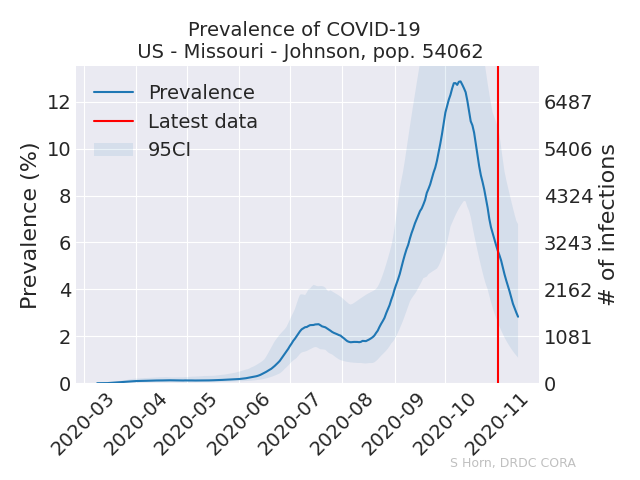 Prevalence of COVID-19
US - Missouri - Johnson, pop. 54062
Prevalence
Latest data
95CI
Prevalence (%)
12
10
8
6
4
2
0
6487
5406
4324
3243
2162
1081
0
# of infections
2020-03
2020-04
2020-05
2020-06
2020-07
2020-08
2020-09
2020-10
2020-11
S Horn, DRDC CORA